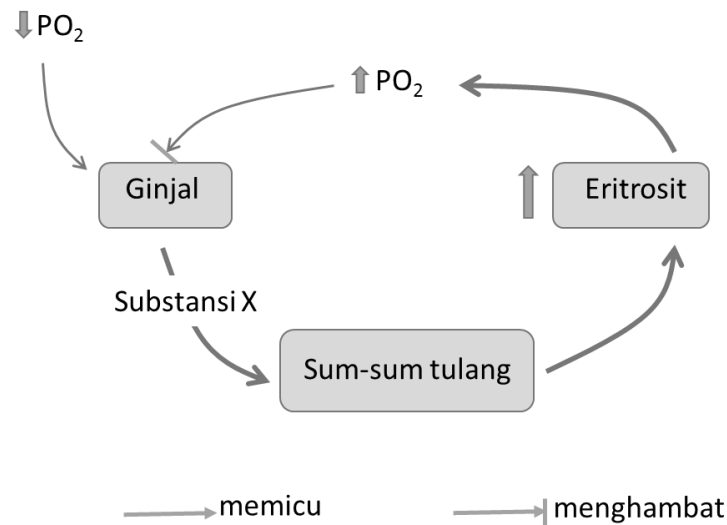 PO₂
PO₂
Ginjal
Eritrosit
Substansi X
Sum-sum tulang
memicu
menghambat